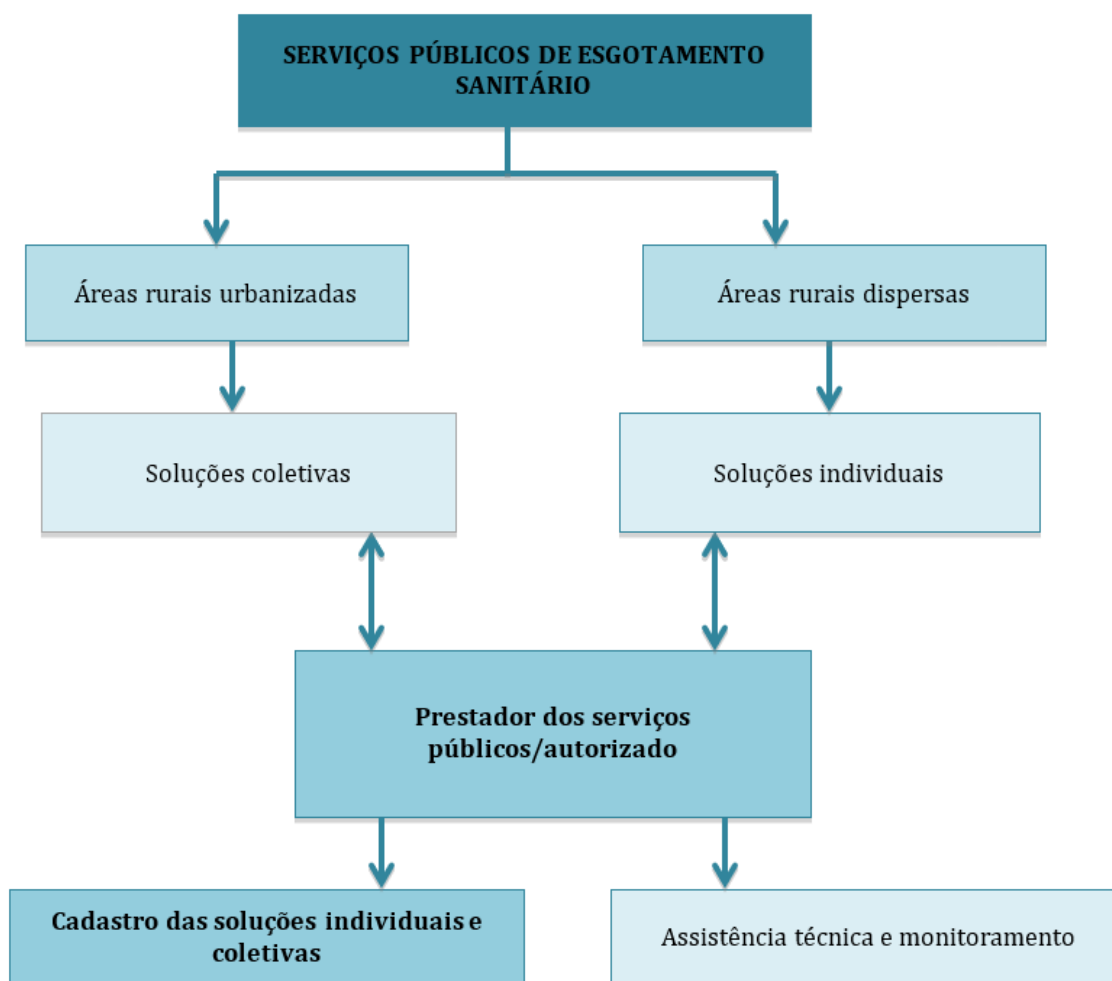 SERVIÇOS PÚBLICOS DE ESGOTAMENTO
SANITÁRIO
Áreas rurais urbanizadas
Áreas rurais dispersas
Soluções coletivas
Soluções individuais
Prestador dos serviços
públicos/autorizado
Cadastro das soluções individuais e
coletivas
Assistência técnica e monitoramento